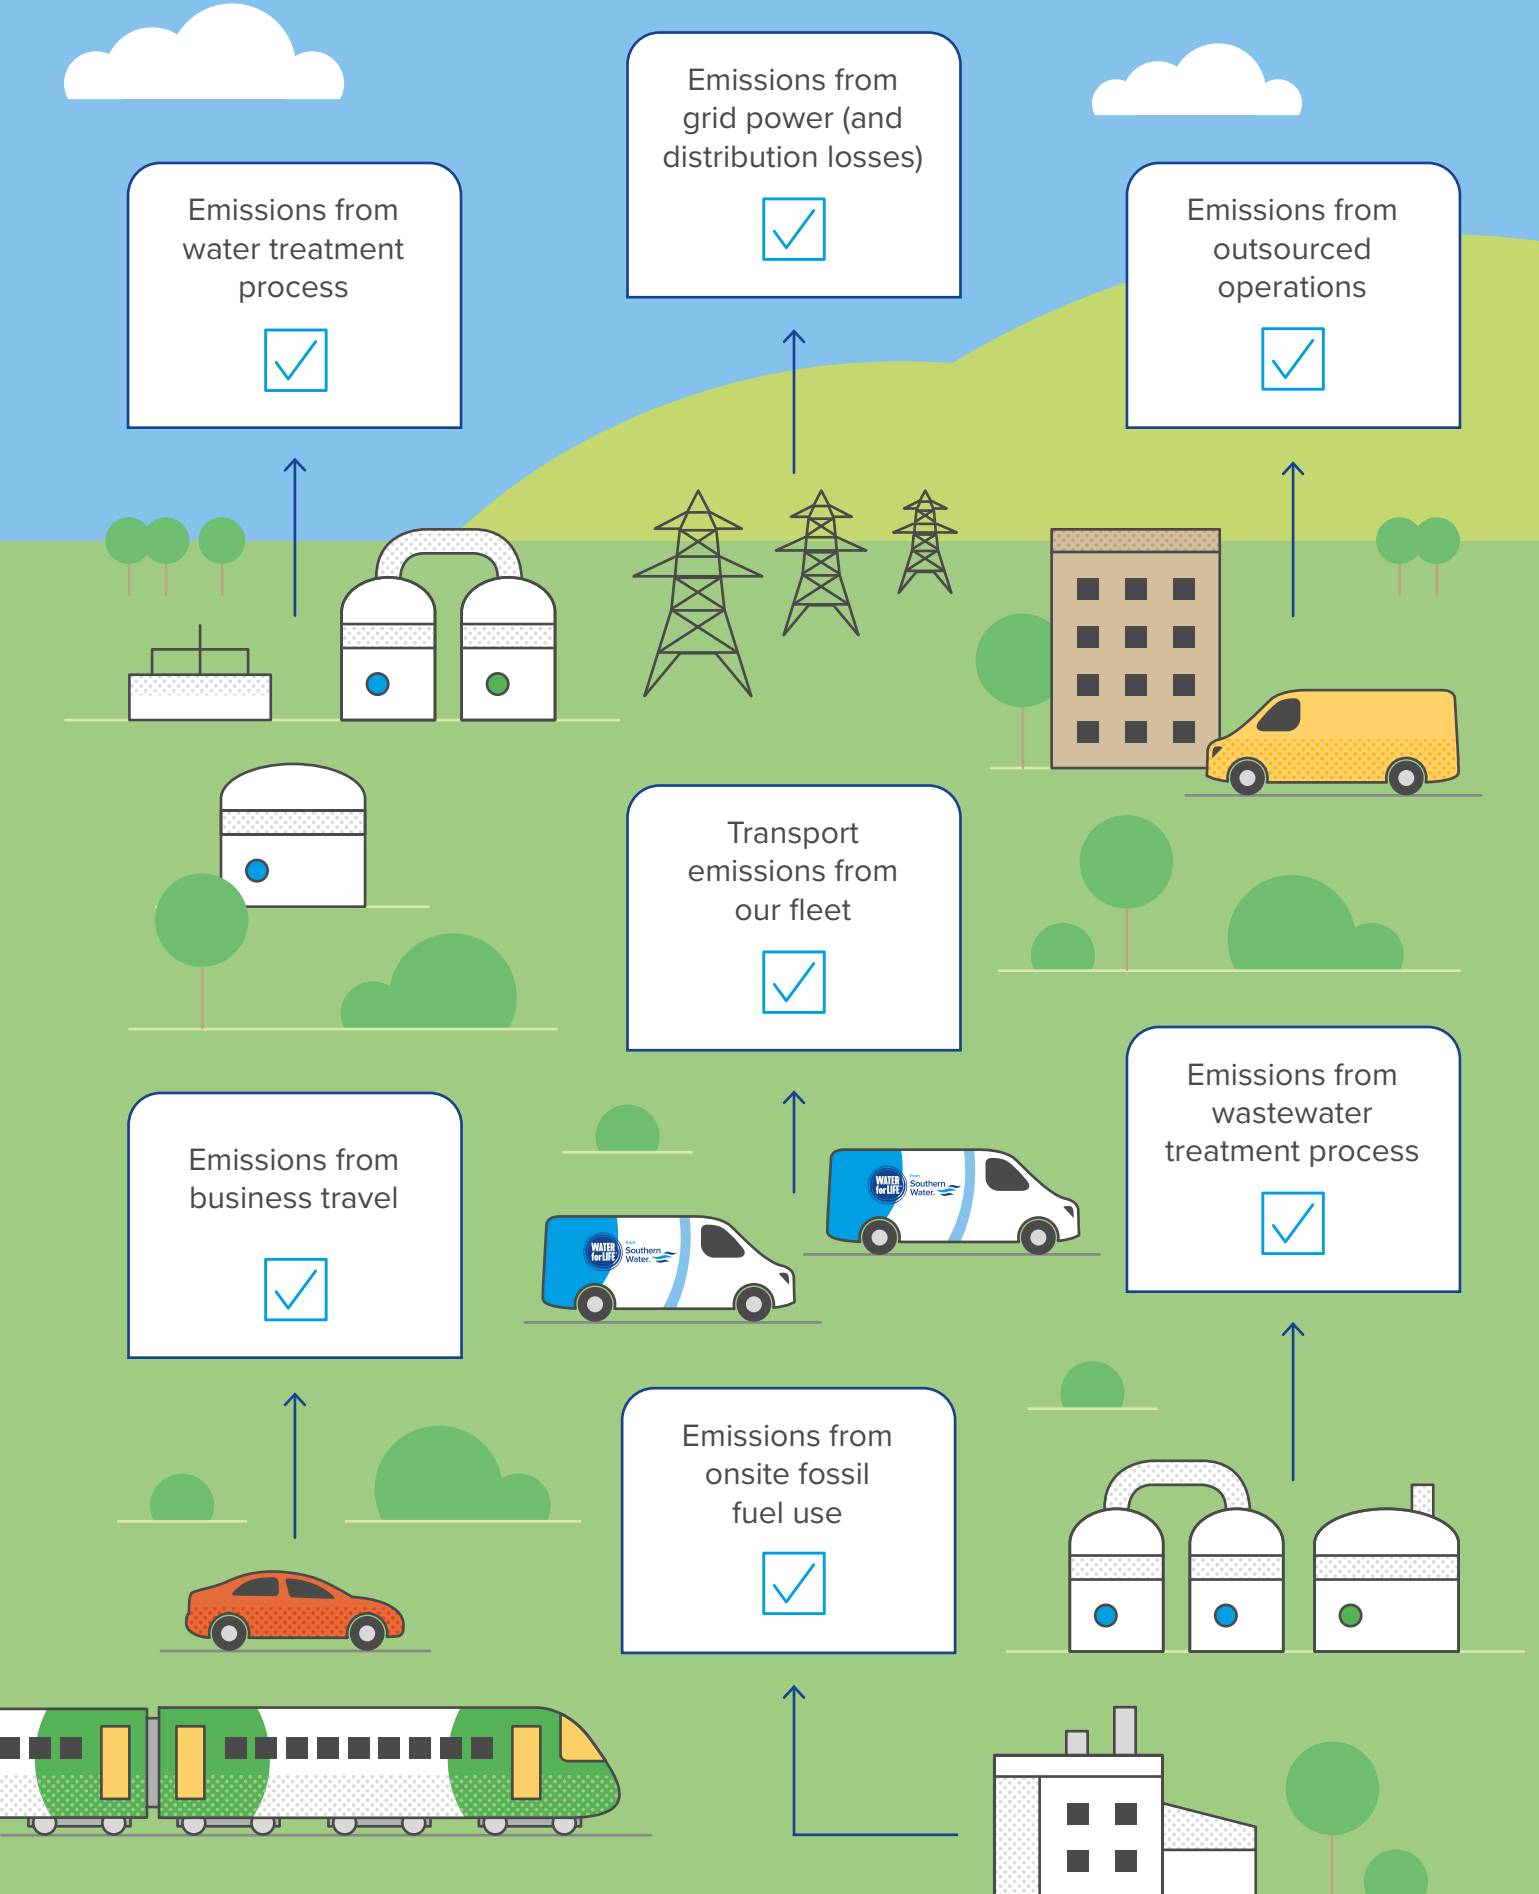 Emissions from
grid power (and
distribution losses)
Emissions from
water treatment
process
Emissions from
outsourced
operations
Transport
emissions from
our fleet
Emissions from
wastewater
treatment process
Emissions from
business travel
WATER
for LIFE
from
Southern
Water.
WATER
for LIFE
from
Southern
Water.
Emissions from
onsite fossil
fuel use